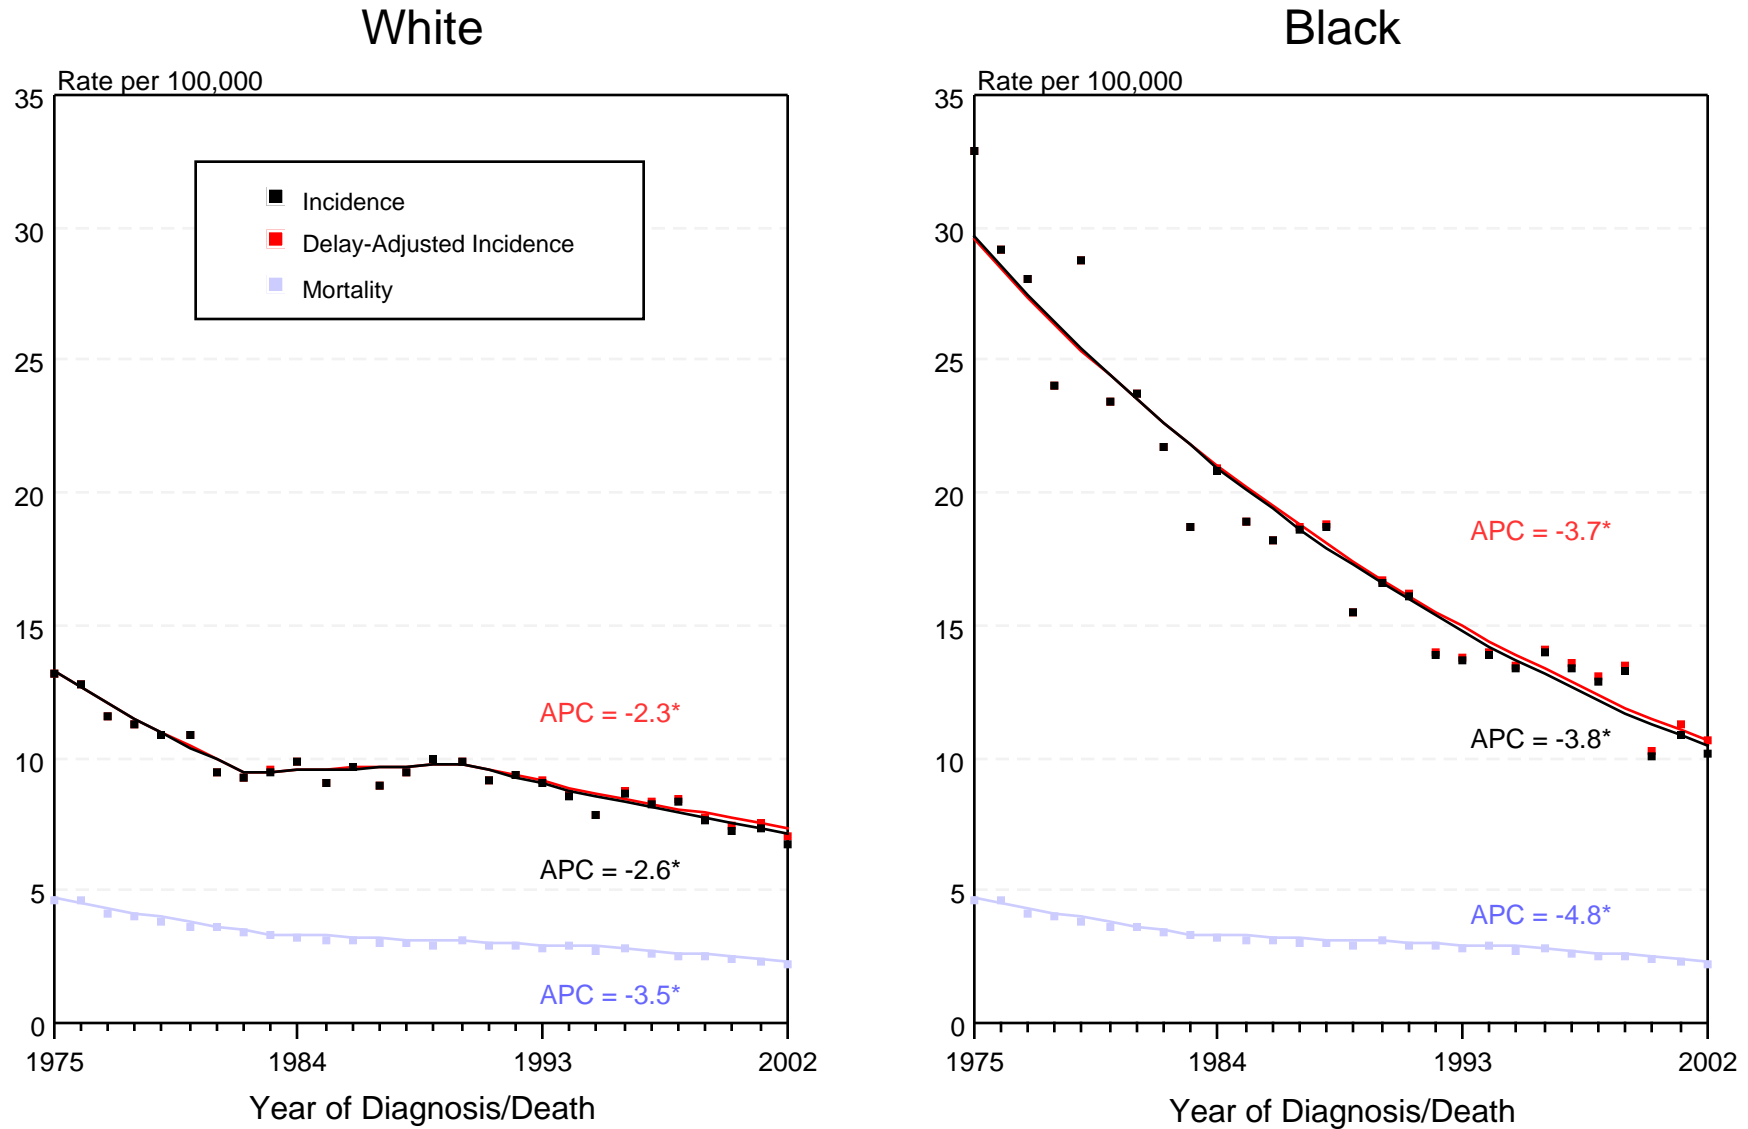 White
Rate per 100,000
35
30
25
20
15
10
5
0
Incidence
Delay-Adjusted Incidence
Mortality
APC = -2.3*
APC = -2.6*
APC = -3.5*
1975 1984 1993 2002
Year of Diagnosis/Death
Black
Rate per 100,000
35
30
25
20
15
10
5
0
APC = -3.7*
APC = -3.8*
APC = -4.8*
1975 1984 1993 2002
Year of Diagnosis/Death